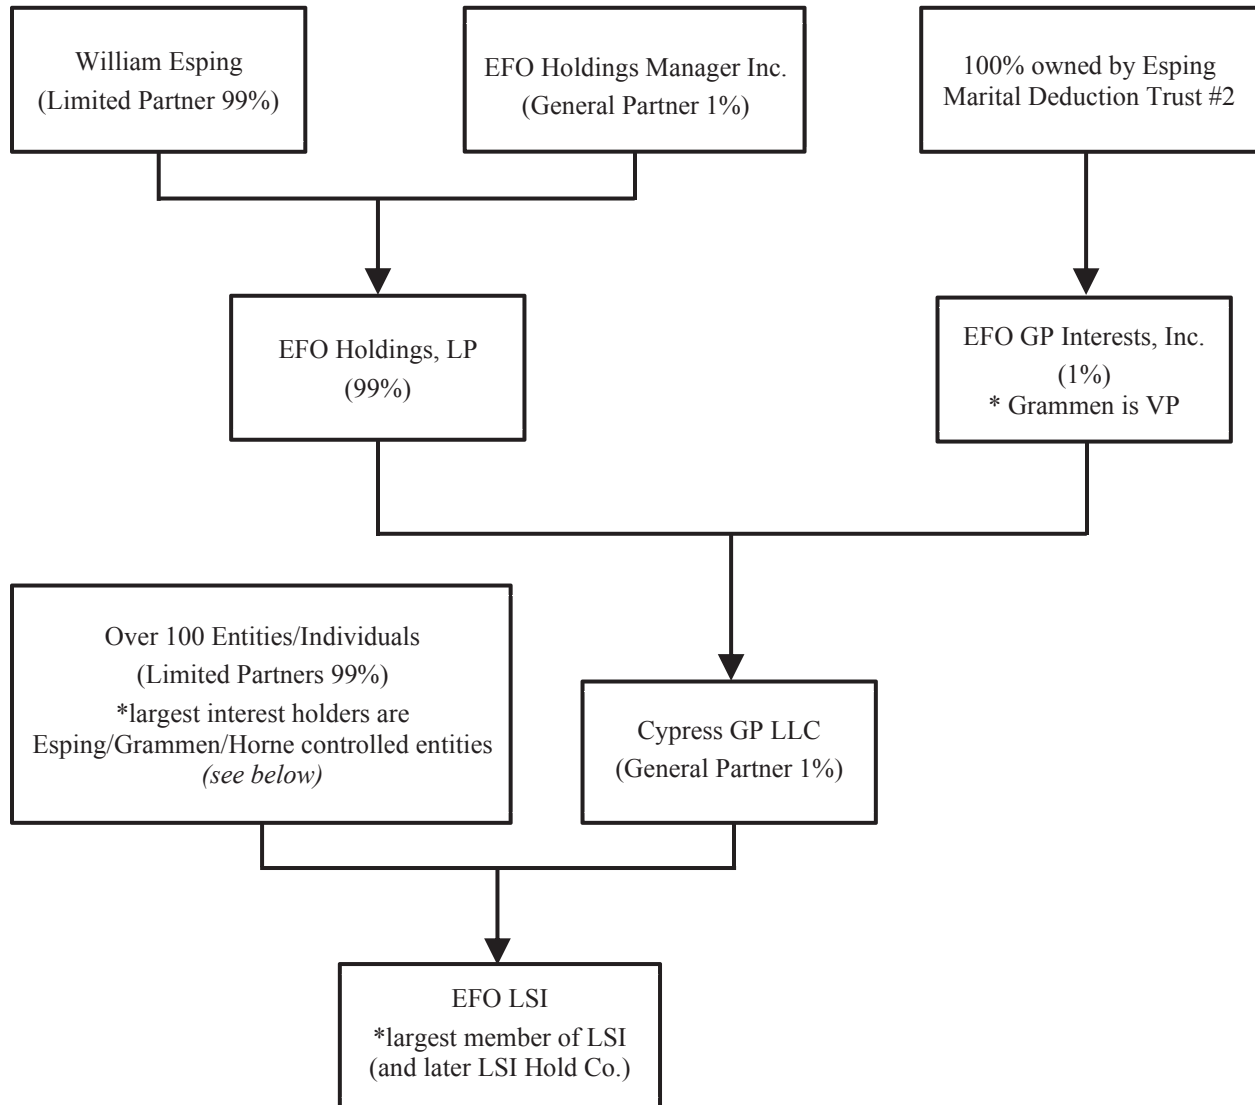 William Esping
(Limited Partner 99%)
EFO Holdings Manager Inc.
(General Partner 1%)
100% owned by Esping
Marital Deduction Trust #2
EFO Holdings, LP
(99%)
EFO GP Interests, Inc.
(1%)
* Grammen is VP
Over 100 Entities/Individuals
(Limited Partners 99%)
*largest interest holders are
Esping/Grammen/Horne controlled entities
(see below)
Cypress GP LLC
(General Partner 1%)
EFO LSI
*largest member of LSI
(and later LSI Hold Co.)